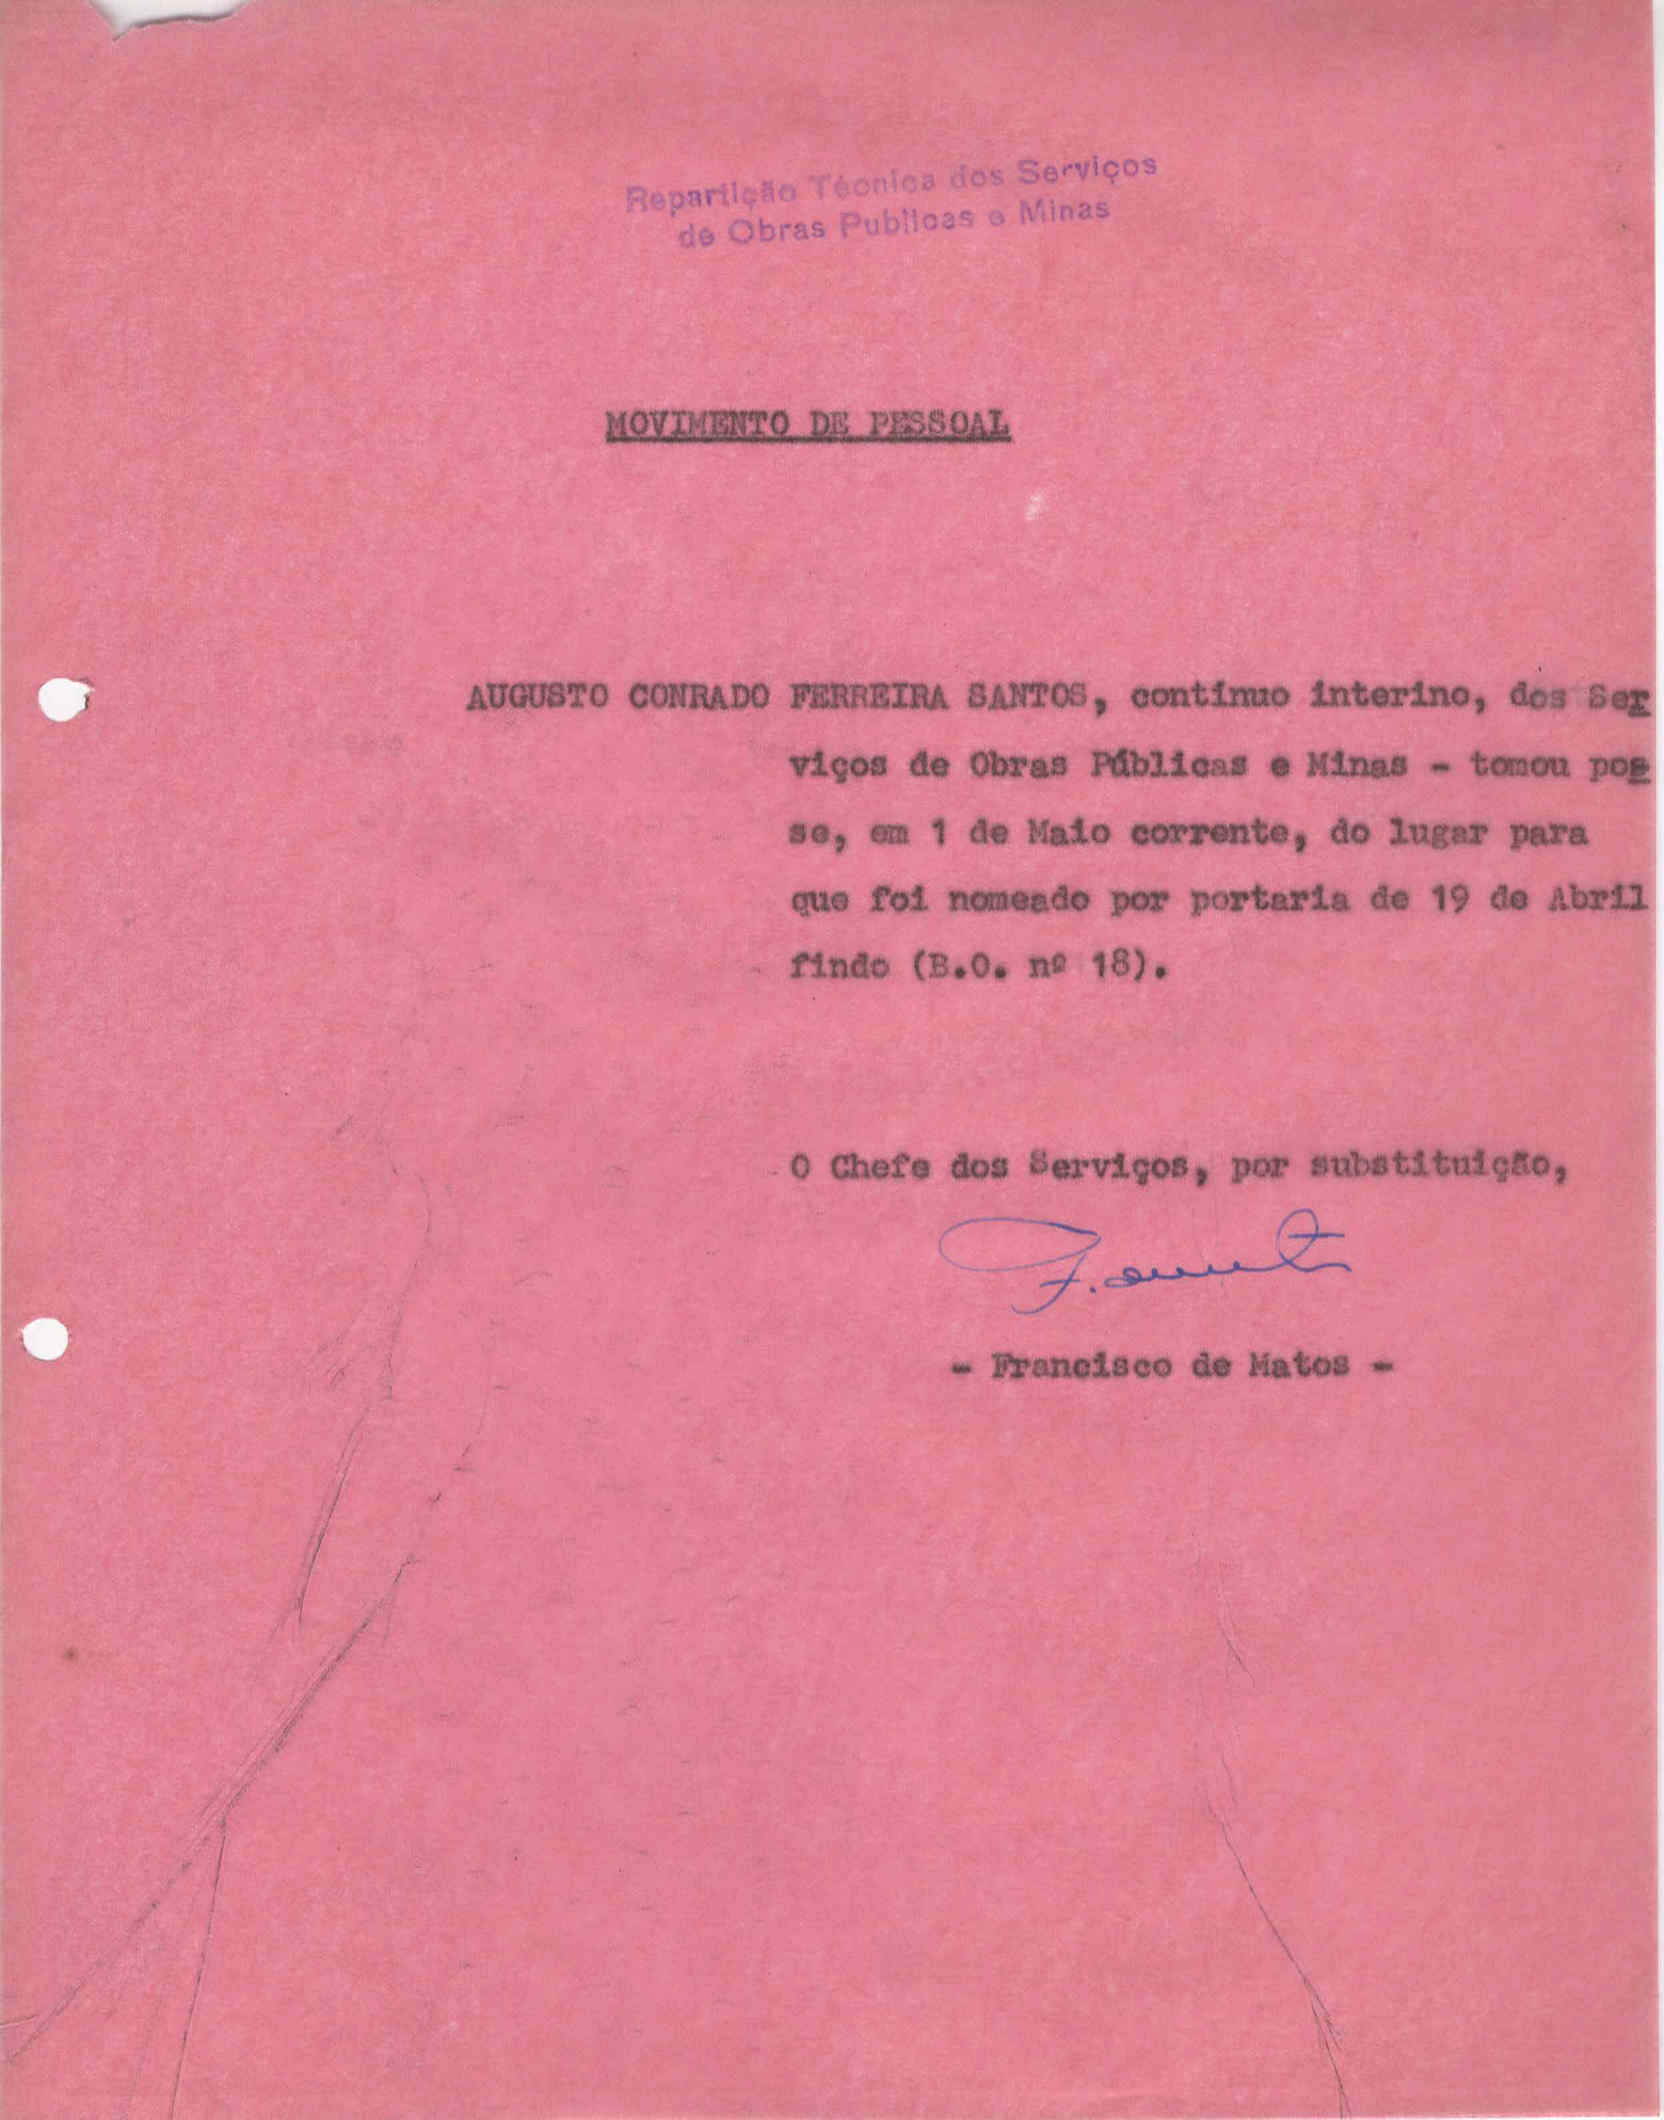 Repartição Técnica dos Serviços
de Obras Publicas e Minas
MOVIMENTO DE PESSOAL
AUGUSTO CONRADO FERREIRA SANTOS, contínuo interino, dos Ser
viços de Obras Públicas e Minas - tomou pos
se, em 1 de Maio corrente, do lugar para
que foi nomeado por portaria de 19 de Abril
findo (B.O. nº 18).
O Chefe dos Serviços, por substituição,
- Francisco de Matos -